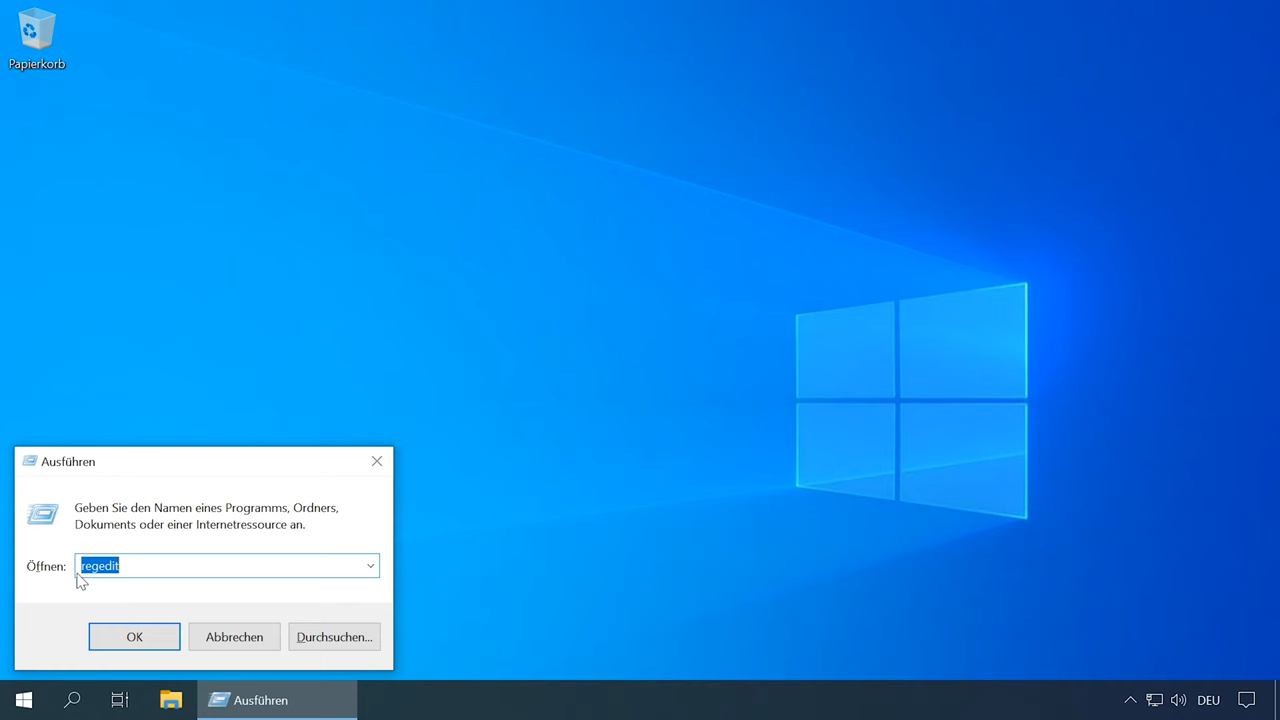 Papierkorb
Ausführen
Geben Sie den Namen eines Programms, Ordners,
Dokuments oder einer Internetressource an.
Öffnen: regedit
OK Abbrechen Durchsuchen...
Ausführen DEU